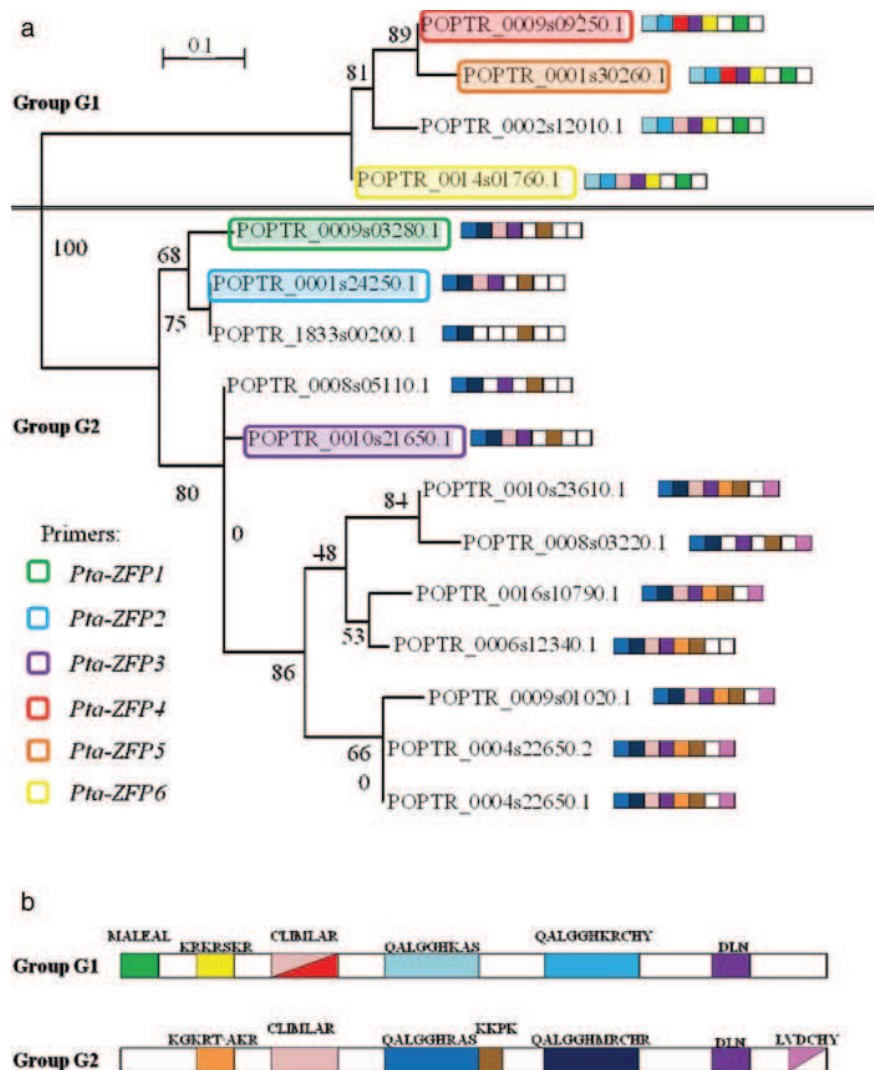 a
0.1
89
POPTR_0009s09250.1
81
POPTR_0001s30260.1
Group G1
POPTR_0002s12010.1
POPTR_0014s01760.1
POPTR_0009s03280.1
100
68
POPTR_0001s24250.1
75
POPTR_1833s00200.1
POPTR_0008s05110.1
Group G2
POPTR_0010s21650.1
80
84
POPTR_0010s23610.1
Primers:
0
48
POPTR_0008s03220.1
Pta-ZFP1
POPTR_0016s10790.1
Pta-ZFP2
53
POPTR_0006s12340.1
Pta-ZFP3
86
POPTR_0009s01020.1
Pta-ZFP4
66
POPTR_0004s22650.2
Pta-ZFP5
0
Pta-ZFP6
POPTR_0004s22650.1
b
MALEAL KRKRSKR CLIMLAR QALGGHKAS QALGGHKRCHY DLN
Group G1
KGKRT-AKR CLIMLAR QALGGHRAS KKPK QALGGHMRCHR DLN LVDCHY
Group G2